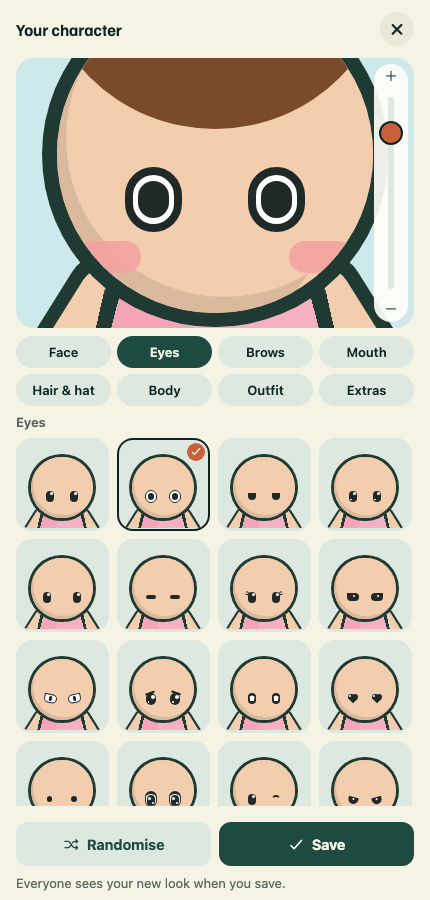 Your character
Face
Eyes
Brows
Mouth
Hair & hat
Body
Outfit
Extras
Eyes
Randomise
Save
Everyone sees your new look when you save.